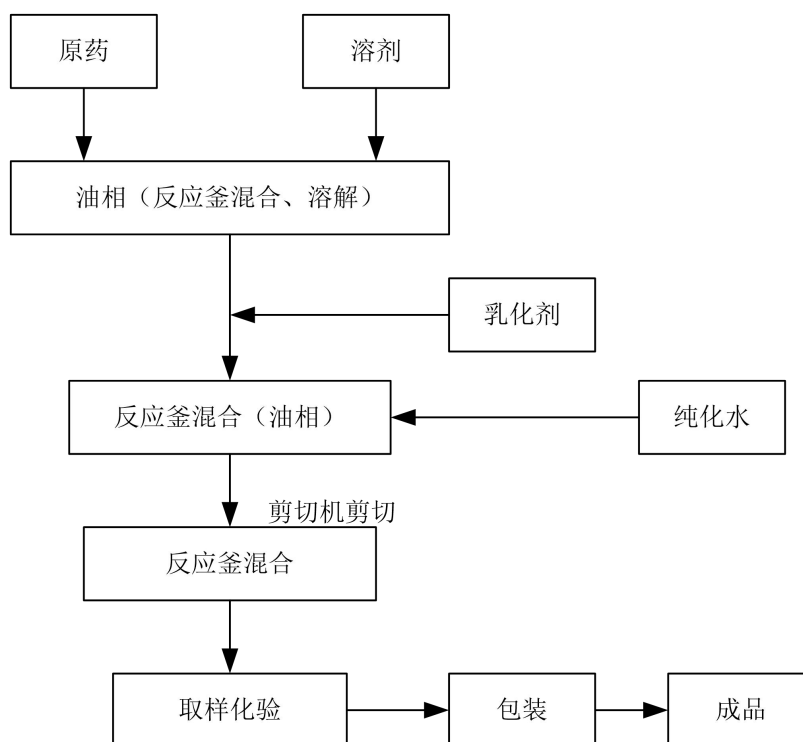 原药
溶剂
油相（反应釜混合、溶解）
乳化剂
反应釜混合（油相）
纯化水
剪切机剪切
反应釜混合
取样化验
包装
成品